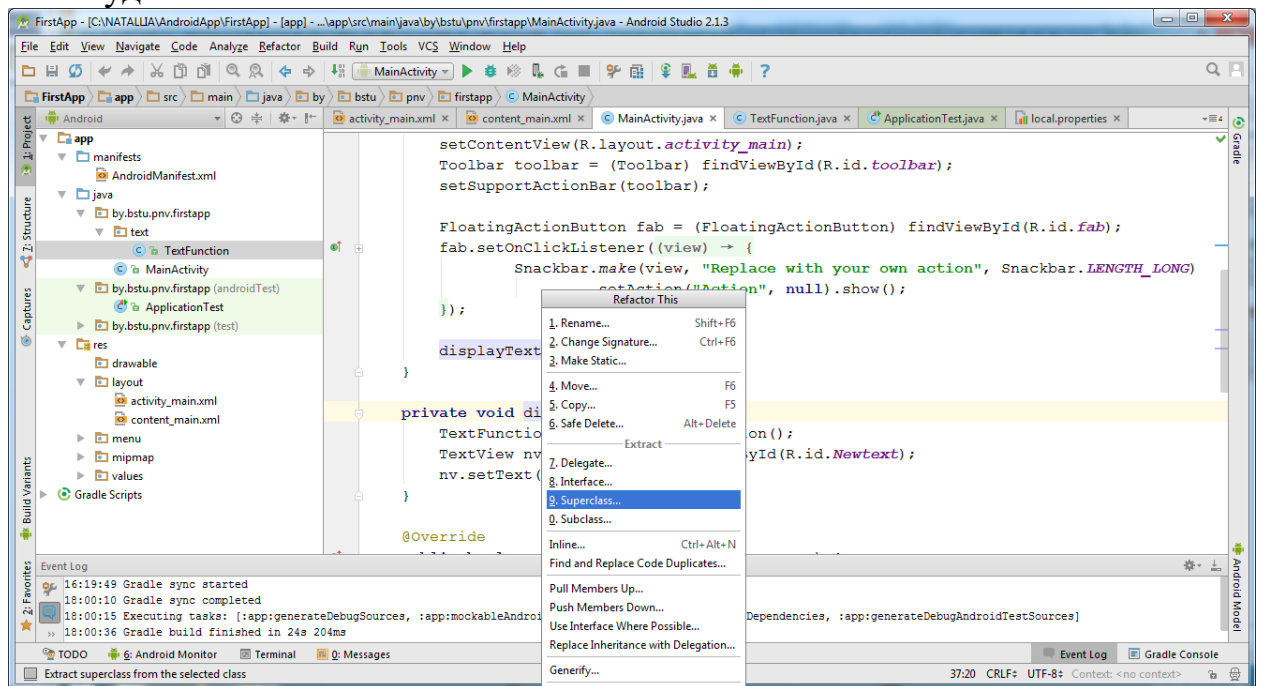 уд
FirstApp - [C:\NATALLIA\AndroidApp\FirstApp] - [app] - ...\app\src\main\java\by\bstu\pnv\firstapp\MainActivity.java - Android Studio 2.1.3
File Edit View Navigate Code Analyze Refactor Build Run Tools VCS Window Help
MainActivity
FirstApp app src main java by bstu pnv firstapp MainActivity
Android
activity_main.xml content_main.xml MainActivity.java TextFunction.java ApplicationTest.java local.properties
1: Project
Z: Structure
Captures
Build Variants
2: Favorites
app
manifests
AndroidManifest.xml
java
by.bstu.pnv.firstapp
text
TextFunction
MainActivity
by.bstu.pnv.firstapp (androidTest)
ApplicationTest
by.bstu.pnv.firstapp (test)
res
drawable
layout
activity_main.xml
content_main.xml
menu
mipmap
values
Gradle Scripts
setContentView(R.layout.activity_main);
Toolbar toolbar = (Toolbar) findViewById(R.id.toolbar);
setSupportActionBar(toolbar);
FloatingActionButton fab = (FloatingActionButton) findViewById(R.id.fab);
fab.setOnClickListener((view) → {
Snackbar.make(view, "Replace with your own action", Snackbar.LENGTH_LONG)
.setAction("Action", null).show();
});
displayText
}
private void di
TextFunctio on();
TextView nv yId(R.id.Newtext);
nv.setText(
}
@Override
Refactor This
1. Rename... Shift+F6
2. Change Signature... Ctrl+F6
3. Make Static...
4. Move... F6
5. Copy... F5
6. Safe Delete... Alt+Delete
Extract
7. Delegate...
8. Interface...
9. Superclass...
0. Subclass...
Inline... Ctrl+Alt+N
Find and Replace Code Duplicates...
Pull Members Up...
Push Members Down...
Use Interface Where Possible...
Replace Inheritance with Delegation...
Generify...
Gradle
Android Model
Event Log
16:19:49 Gradle sync started
18:00:10 Gradle sync completed
18:00:15 Executing tasks: [:app:generateDebugSources, :app:mockableAndroi Dependencies, :app:generateDebugAndroidTestSources]
18:00:36 Gradle build finished in 24s 204ms
TODO 6: Android Monitor Terminal 0: Messages Event Log Gradle Console
Extract superclass from the selected class 37:20 CRLF UTF-8 Context: <no context>